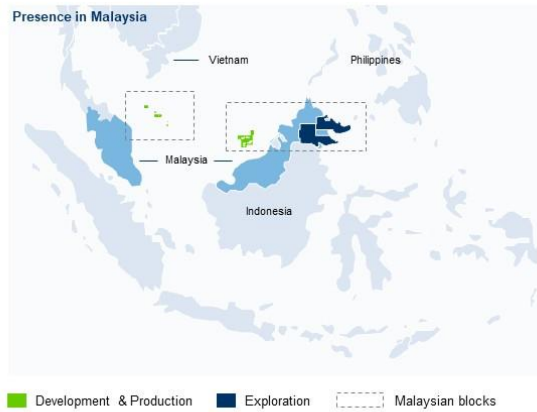 Presence in Malaysia
Vietnam
Philippines
Malaysia
Indonesia
Development & Production
Exploration
Malaysian blocks